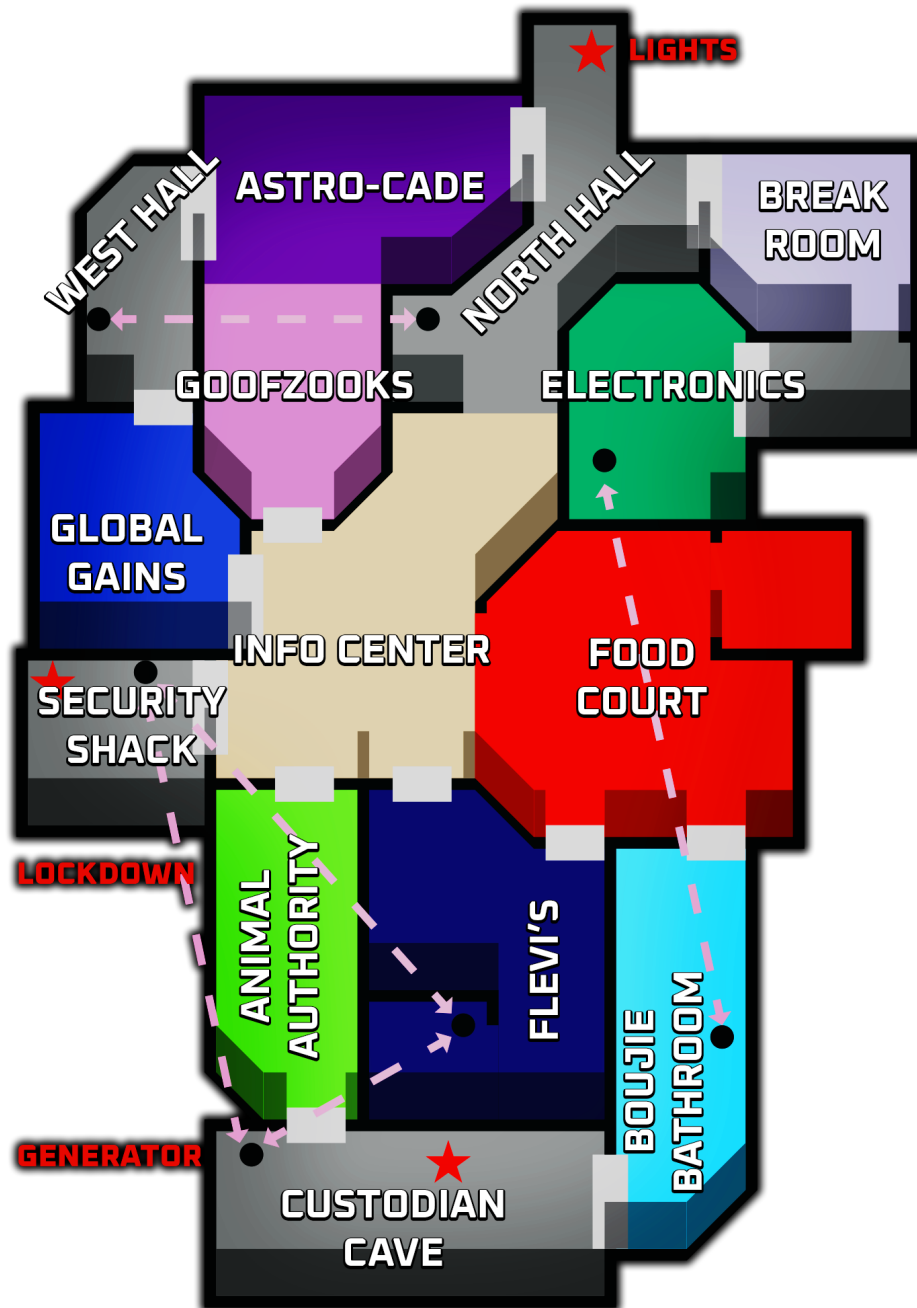 LIGHTS
WEST HALL
ASTRO-CADE
NORTH HALL
BREAK
ROOM
GOOFZOOKS
ELECTRONICS
GLOBAL
GAINS
INFO CENTER
FOOD
COURT
SECURITY
SHACK
LOCKDOWN
ANIMAL
AUTHORITY
FLEVI'S
BOUJIE
BATHROOM
GENERATOR
CUSTODIAN
CAVE